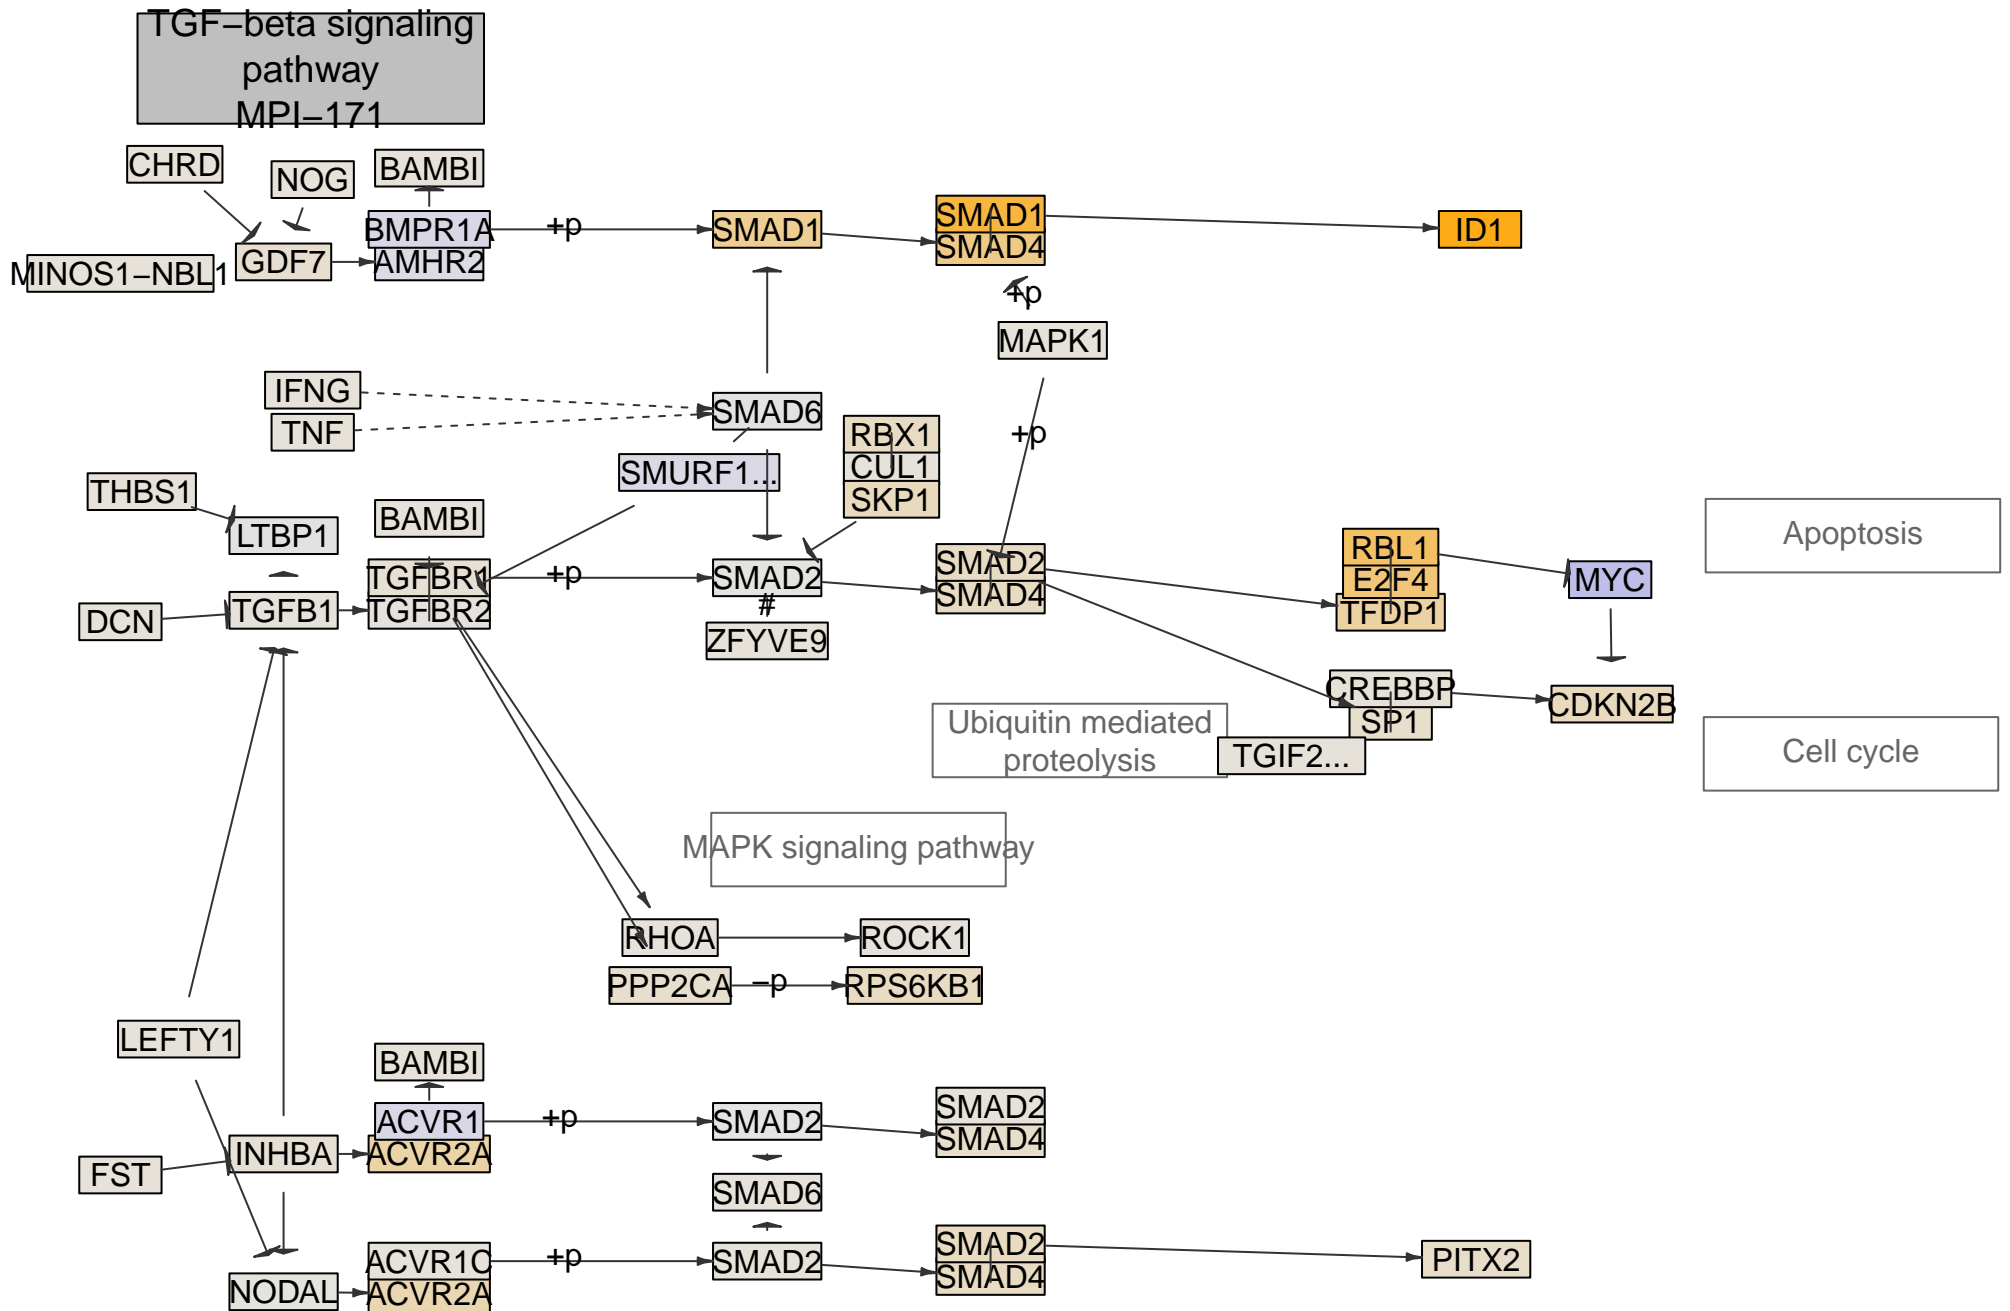 TGF−beta signaling
pathway
MPI−171
CHRD
NOG
BAMBI
BMPR1A
+p
SMAD1
SMAD1
ID1
MINOS1−NBL1
GDF7
AMHR2
SMAD4
+p
MAPK1
IFNG
SMAD6
TNF
RBX1
+p
SMURF1...
CUL1
THBS1
SKP1
LTBP1
BAMBI
RBL1
Apoptosis
TGFBR1
+p
SMAD2
SMAD2
E2F4
MYC
DCN
TGFB1
TGFBR2
#
SMAD4
TFDP1
ZFYVE9
CREBBP
CDKN2B
Ubiquitin mediated
proteolysis
SP1
TGIF2...
Cell cycle
MAPK signaling pathway
RHOA
ROCK1
PPP2CA
−p
RPS6KB1
LEFTY1
BAMBI
ACVR1
+p
SMAD2
SMAD2
FST
INHBA
ACVR2A
SMAD4
SMAD6
ACVR1C
+p
SMAD2
SMAD2
PITX2
NODAL
ACVR2A
SMAD4